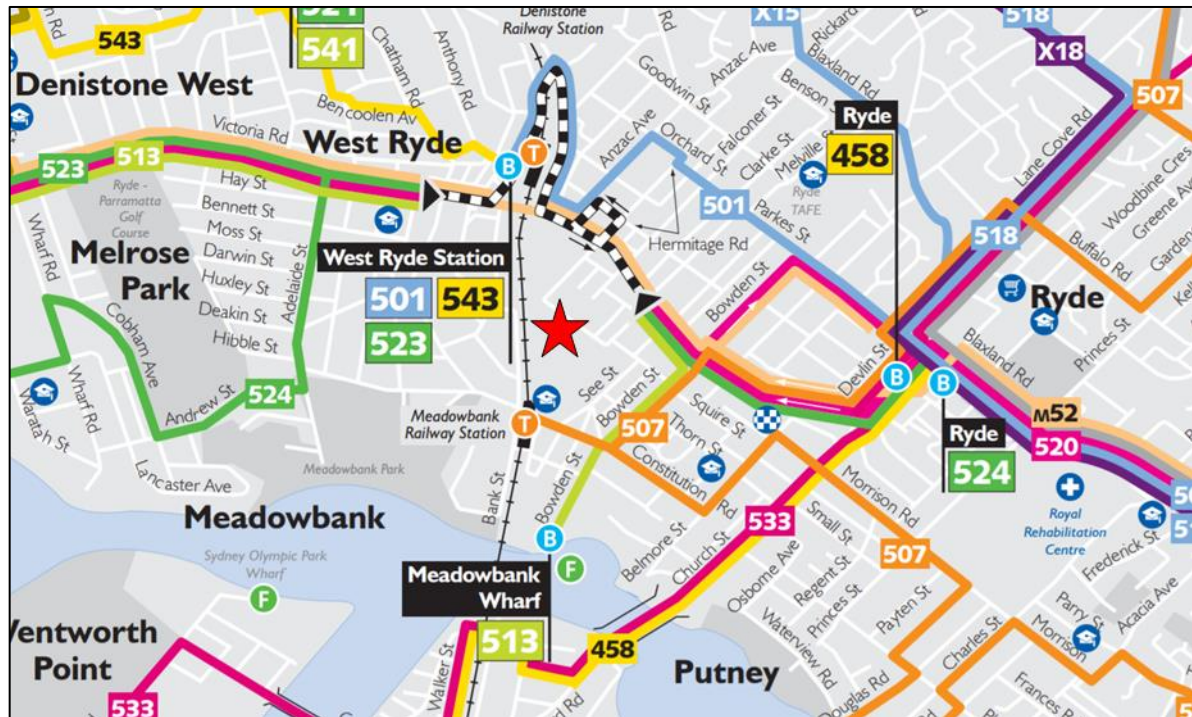 521
541
543
Chatham Rd
Anthony Rd
Denistone
Railway Station
Goodwin St
Anzac Ave
X15
Blaxland Rd
518
X18
507
Denistone West
Bencoolen Av
Victoria Rd
West Ryde
B
T
Anzac Ave
Orchard St
Falconer St
Clarke St
Benson
Melville
Ryde
458
Lane Cove Rd
Woodbine Cres
Greene Ave
523
513
Hay St
Ryde -
Parramatta
Golf
Course
Bennett St
Moss St
Darwin St
Huxley St
Deakin St
Hibble St
Adelaide St
Wharf Rd
Melrose
Park
West Ryde Station
501
543
523
501
Parkes St
Ryde
TAFE
Hermitage Rd
Bowden St
518
Buffalo Rd
Ryde
Princes St
Cobham Ave
Andrew St
524
Wharf Rd
Waratah St
Lancaster Ave
See St
Bowden St
Devlin St
B
B
Blaxland Rd
M52
520
Ryde
524
Meadowbank
Railway Station
T
507
Squire St
Thorn St
Constitution Rd
Meadowbank Park
Bank St
Bowden St
Meadowbank
B
F
Meadowbank
Wharf
513
Sydney Olympic Park
Wharf
F
533
Belmore St
Church St
Morrison Rd
Small St
Osborne Ave
Regent St
Princes St
Waterview Rd
Payten St
507
Royal
Rehabilitation
Centre
Frederick St
Acacia Ave
Parry St
Morrison
Charles St
Frances R
Douglas Rd
Putney
458
Walker St
Wentworth
Point
533